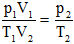 p₁V₁/T₁V₂ = p₂/T₂